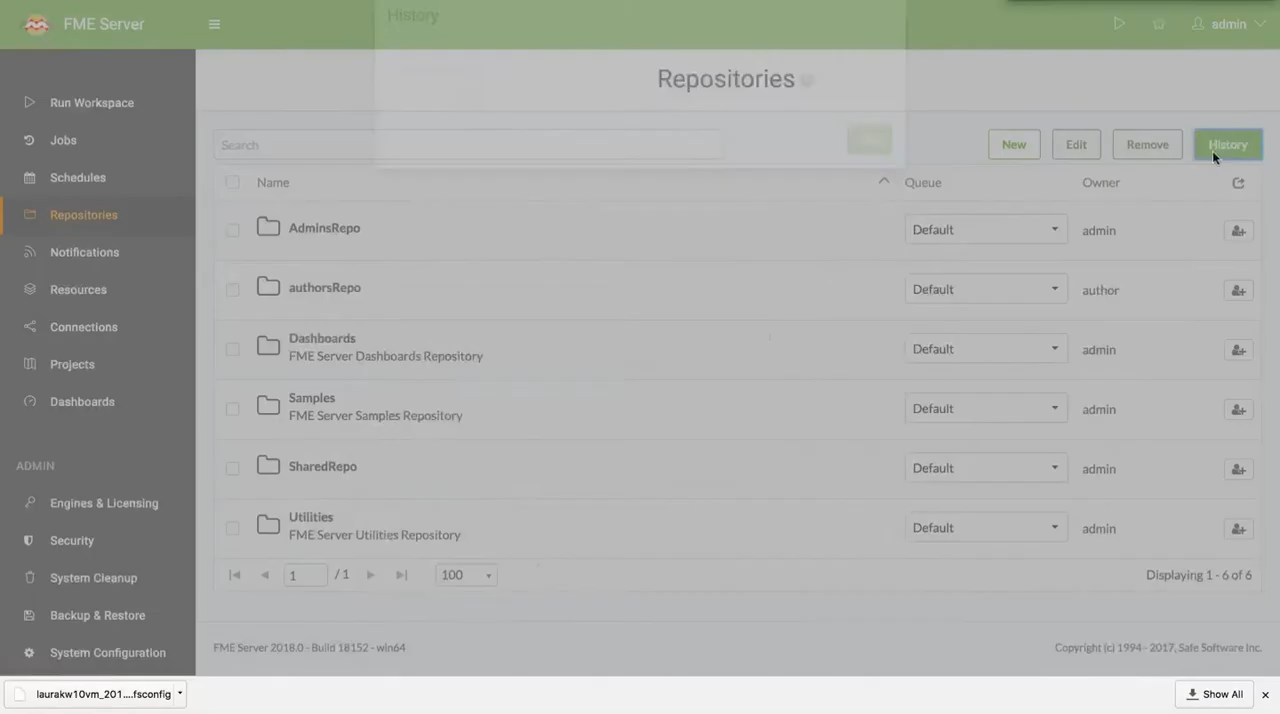 FME Server
admin
History
Repositories
Search
New
Edit
Remove
History
Run Workspace
Jobs
Schedules
Repositories
Notifications
Resources
Connections
Projects
Dashboards
ADMIN
Engines & Licensing
Security
System Cleanup
Backup & Restore
System Configuration
Name
Queue
Owner
AdminsRepo
Default
admin
authorsRepo
Default
author
Dashboards
FME Server Dashboards Repository
Default
admin
Samples
FME Server Samples Repository
Default
admin
SharedRepo
Default
admin
Utilities
FME Server Utilities Repository
Default
admin
1
/ 1
100
Displaying 1 - 6 of 6
FME Server 2018.0 - Build 18152 - win64
Copyright (c) 1994 - 2017, Safe Software Inc.
laurakw10vm_201....fsconfig
Show All